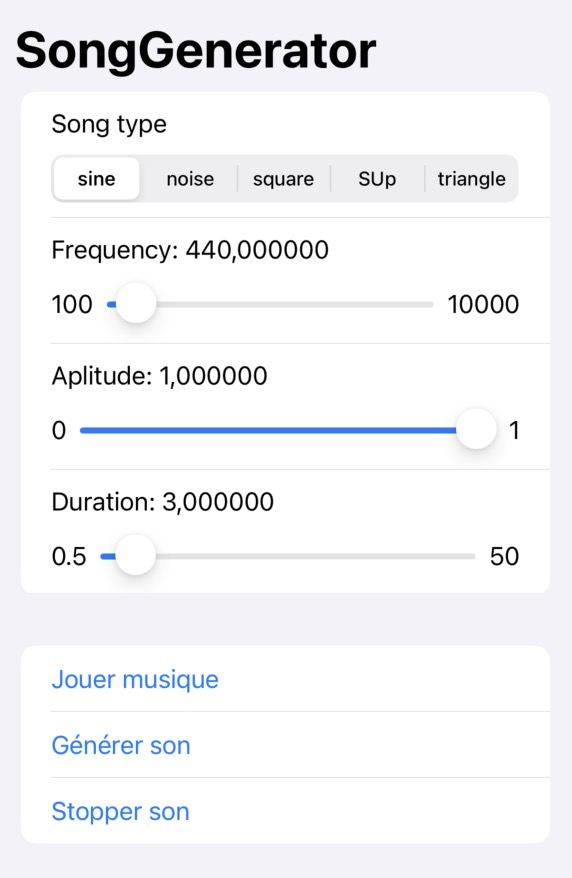 SongGenerator
Song type
sine noise square SUp triangle
Frequency: 440,000000
100 10000
Aplitude: 1,000000
0 1
Duration: 3,000000
0.5 50
Jouer musique
Générer son
Stopper son